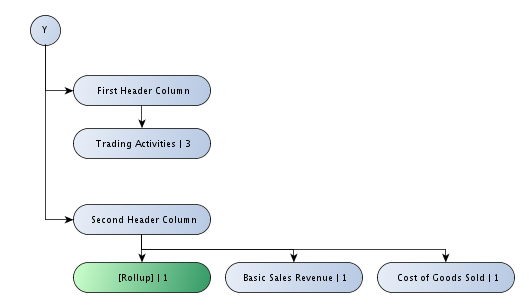 Y
First Header Column
Trading Activities | 3
Second Header Column
[Rollup] | 1
Basic Sales Revenue | 1
Cost of Goods Sold | 1